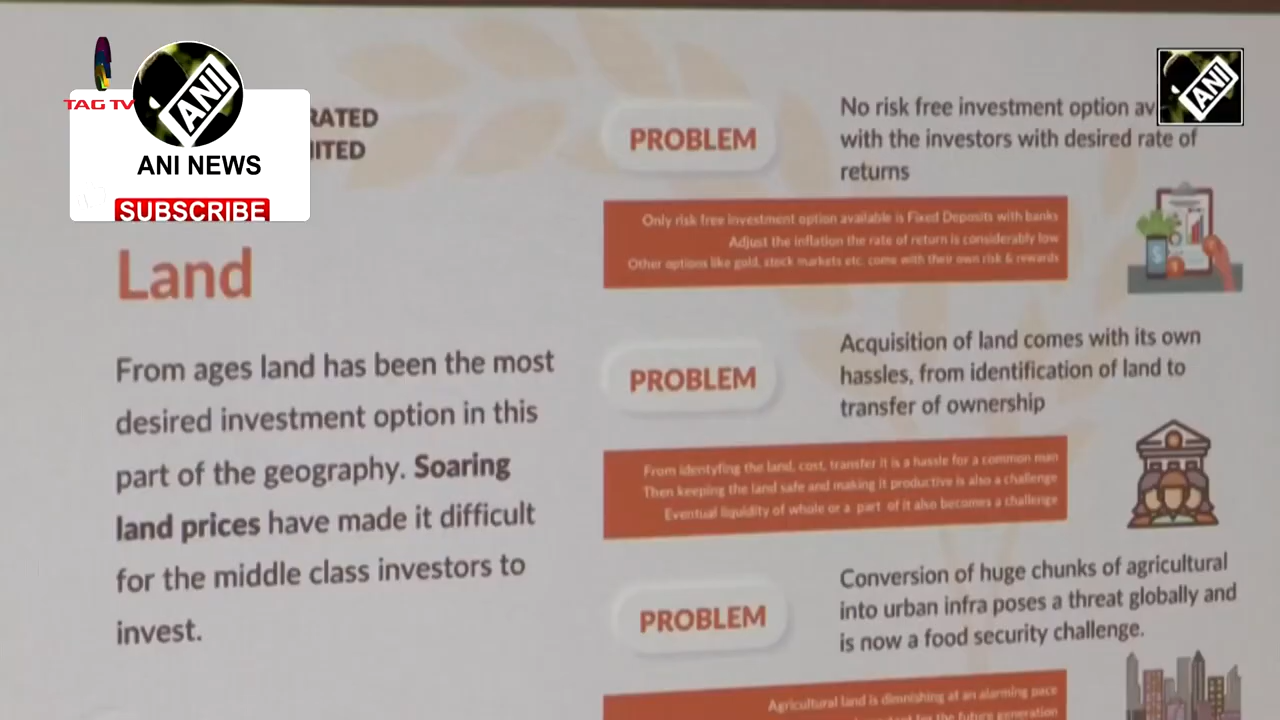 TAG TV
ANI
ANI NEWS
SUBSCRIBE
ANI
RATED
ITED
Land
From ages land has been the most
desired investment option in this
part of the geography. Soaring
land prices have made it difficult
for the middle class investors to
invest.
PROBLEM
No risk free investment option av
with the investors with desired rate of
returns
Only risk free investment option available is Fixed Deposits with banks
Adjust the inflation the rate of return is considerably low
Other options like gold, stock markets etc. come with their own risk & rewards
PROBLEM
Acquisition of land comes with its own
hassles, from identification of land to
transfer of ownership
From identyfing the land, cost, transfer it is a hassle for a common man
Then keeping the land safe and making it productive is also a challenge
Eventual liquidity of whole or a part of it also becomes a challenge
PROBLEM
Conversion of huge chunks of agricultural
into urban infra poses a threat globally and
is now a food security challenge.
Agricultural land is dimnishing at an alarming pace
for the future generation